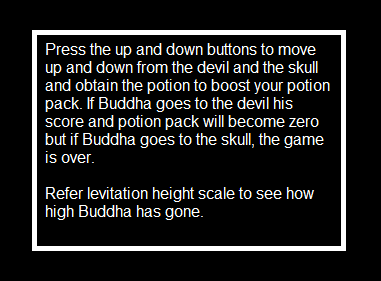 Press the up and down buttons to move
up and down from the devil and the skull
and obtain the potion to boost your potion
pack. If Buddha goes to the devil his
score and potion pack will become zero
but if Buddha goes to the skull, the game
is over.
Refer levitation height scale to see how
high Buddha has gone.